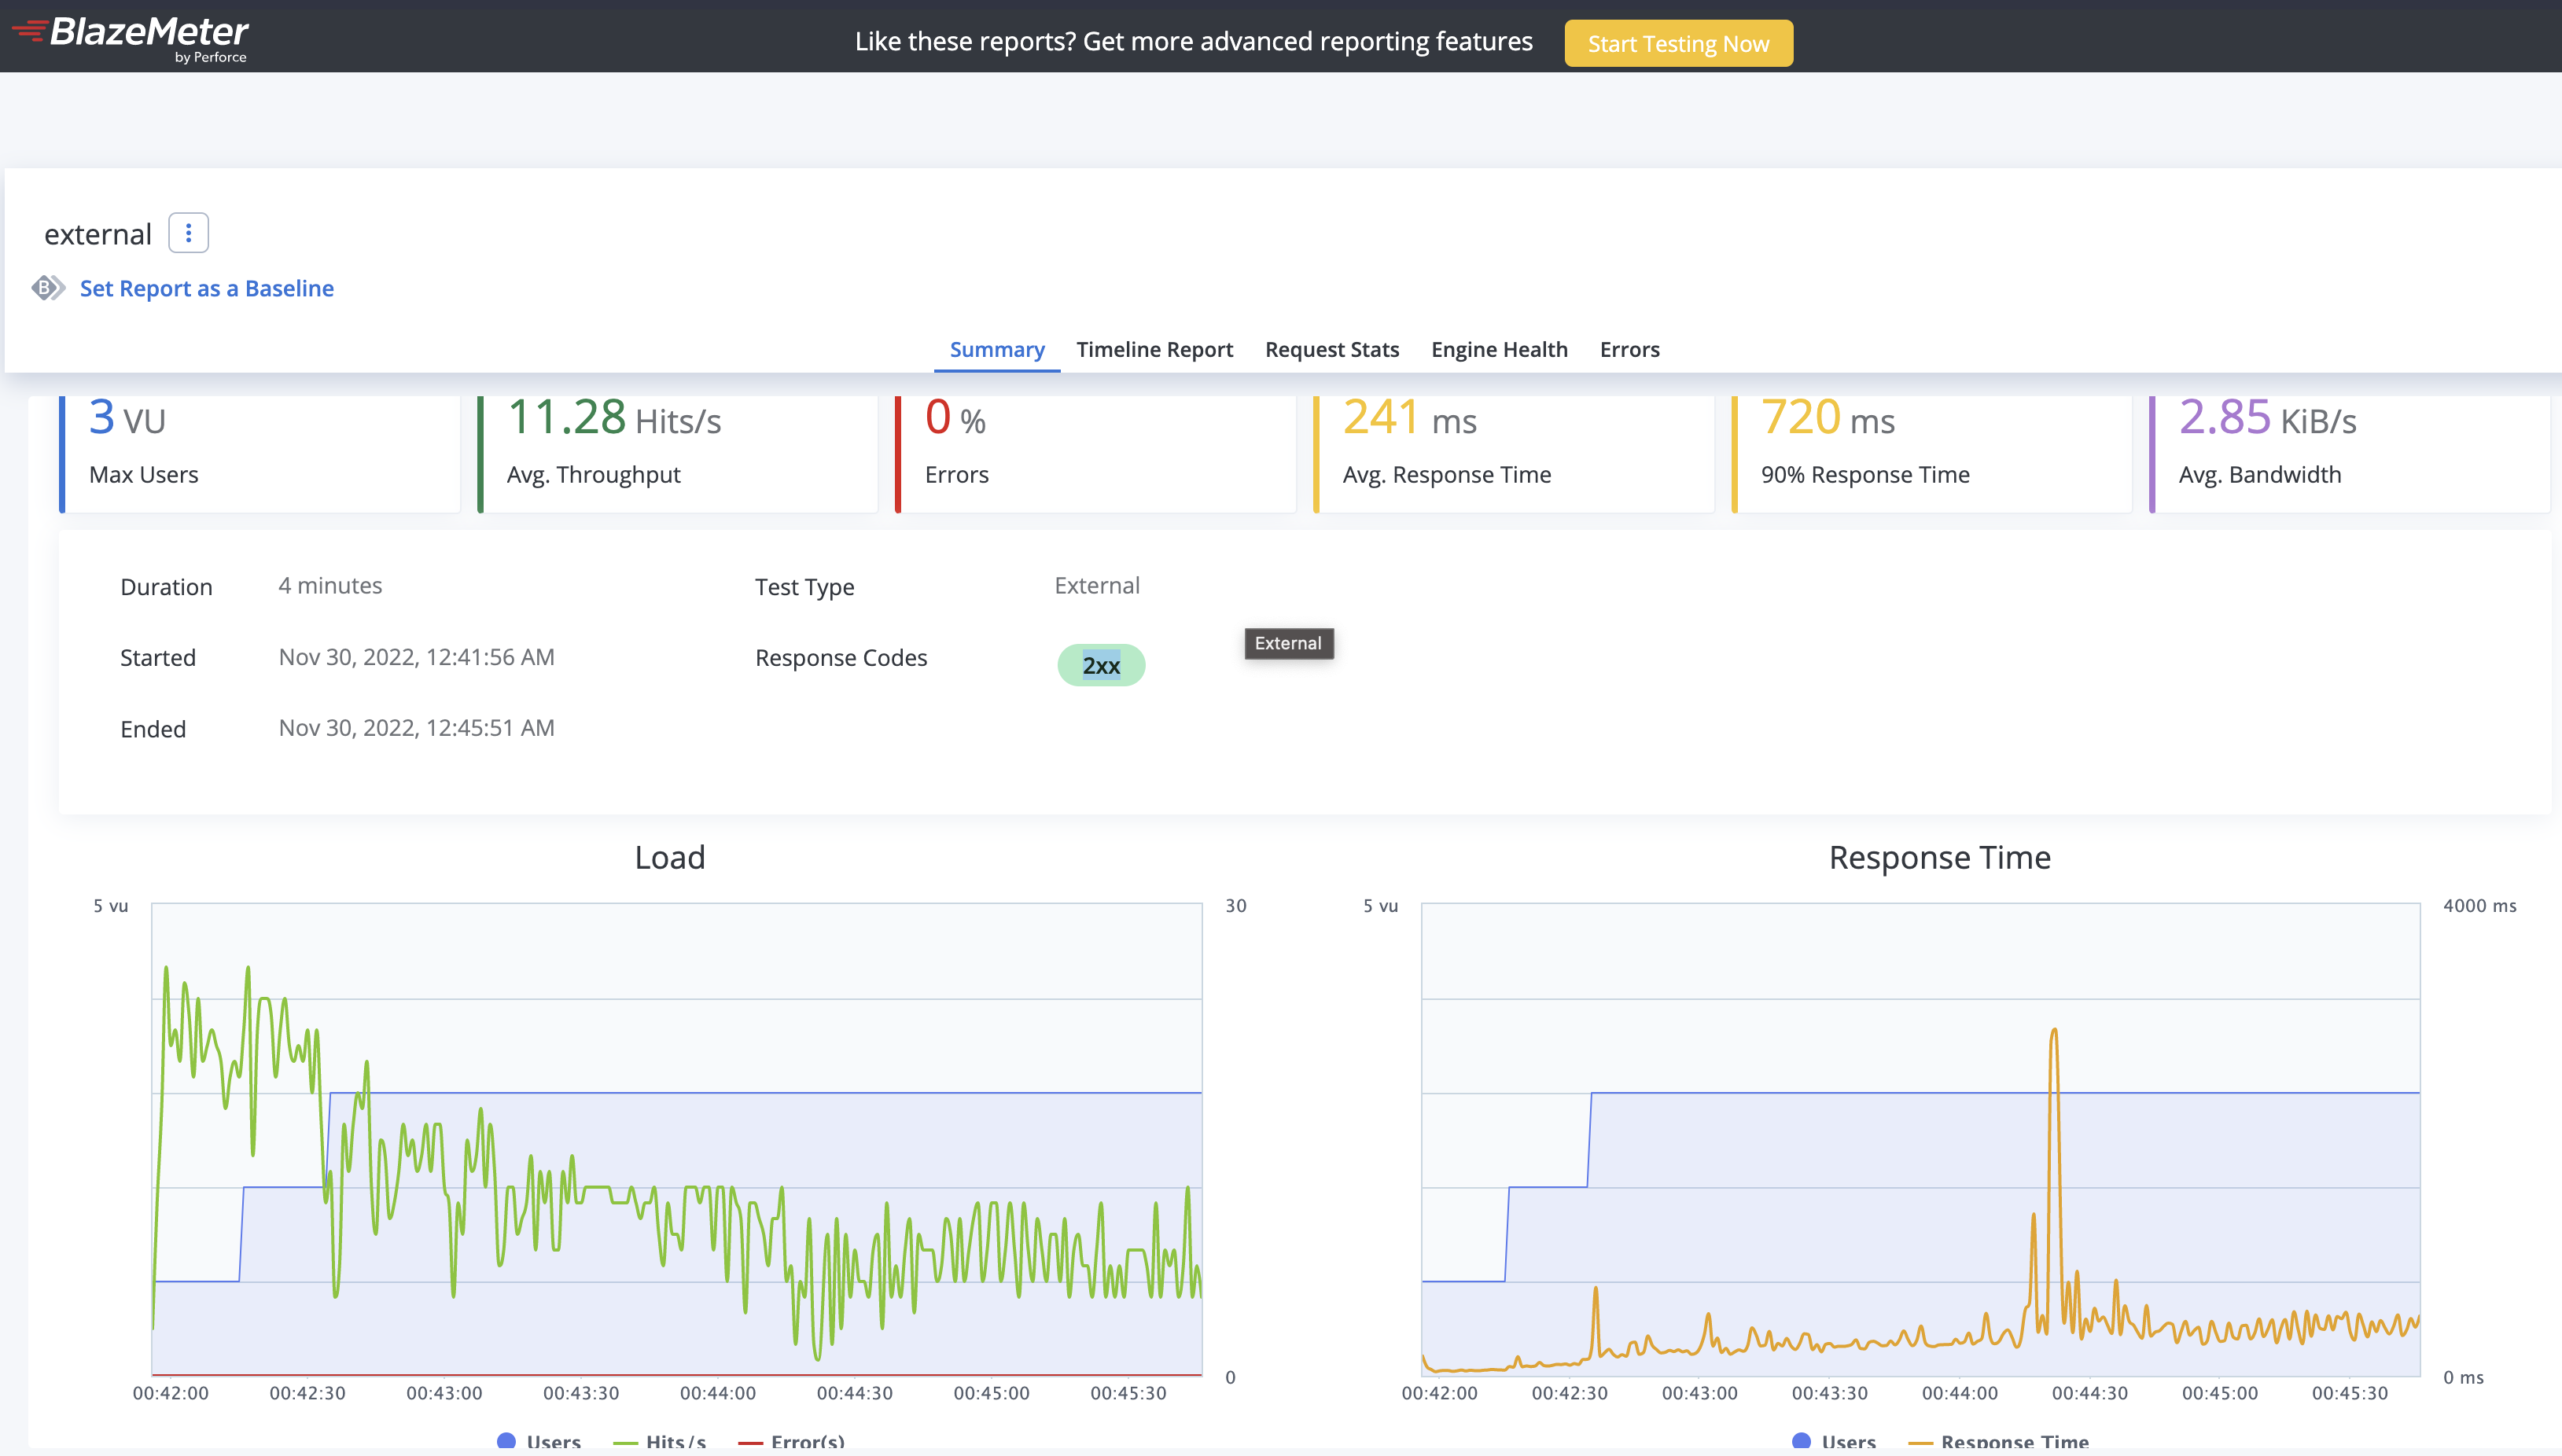 BlazeMeter
by Perforce
Like these reports? Get more advanced reporting features
Start Testing Now
external
B
Set Report as a Baseline
Summary Timeline Report Request Stats Engine Health Errors
3 VU
Max Users
11.28 Hits/s
Avg. Throughput
0 %
Errors
241 ms
Avg. Response Time
720 ms
90% Response Time
2.85 KiB/s
Avg. Bandwidth
Duration 4 minutes
Started Nov 30, 2022, 12:41:56 AM
Ended Nov 30, 2022, 12:45:51 AM
Test Type External
Response Codes 2xx
External
Load
5 vu
30
0
00:42:00 00:42:30 00:43:00 00:43:30 00:44:00 00:44:30 00:45:00 00:45:30
Users Hits/s Error(s)
Response Time
5 vu
4000 ms
0 ms
00:42:00 00:42:30 00:43:00 00:43:30 00:44:00 00:44:30 00:45:00 00:45:30
Users Response Time